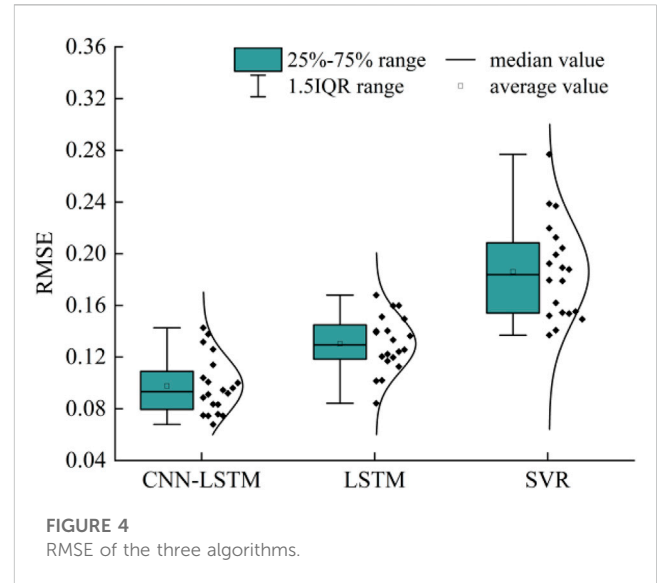 0.36
0.32
0.28
0.24
0.20
0.16
0.12
0.08
0.04
RMSE
25%-75% range
1.5IQR range
median value
average value
CNN-LSTM
LSTM
SVR
FIGURE 4
RMSE of the three algorithms.